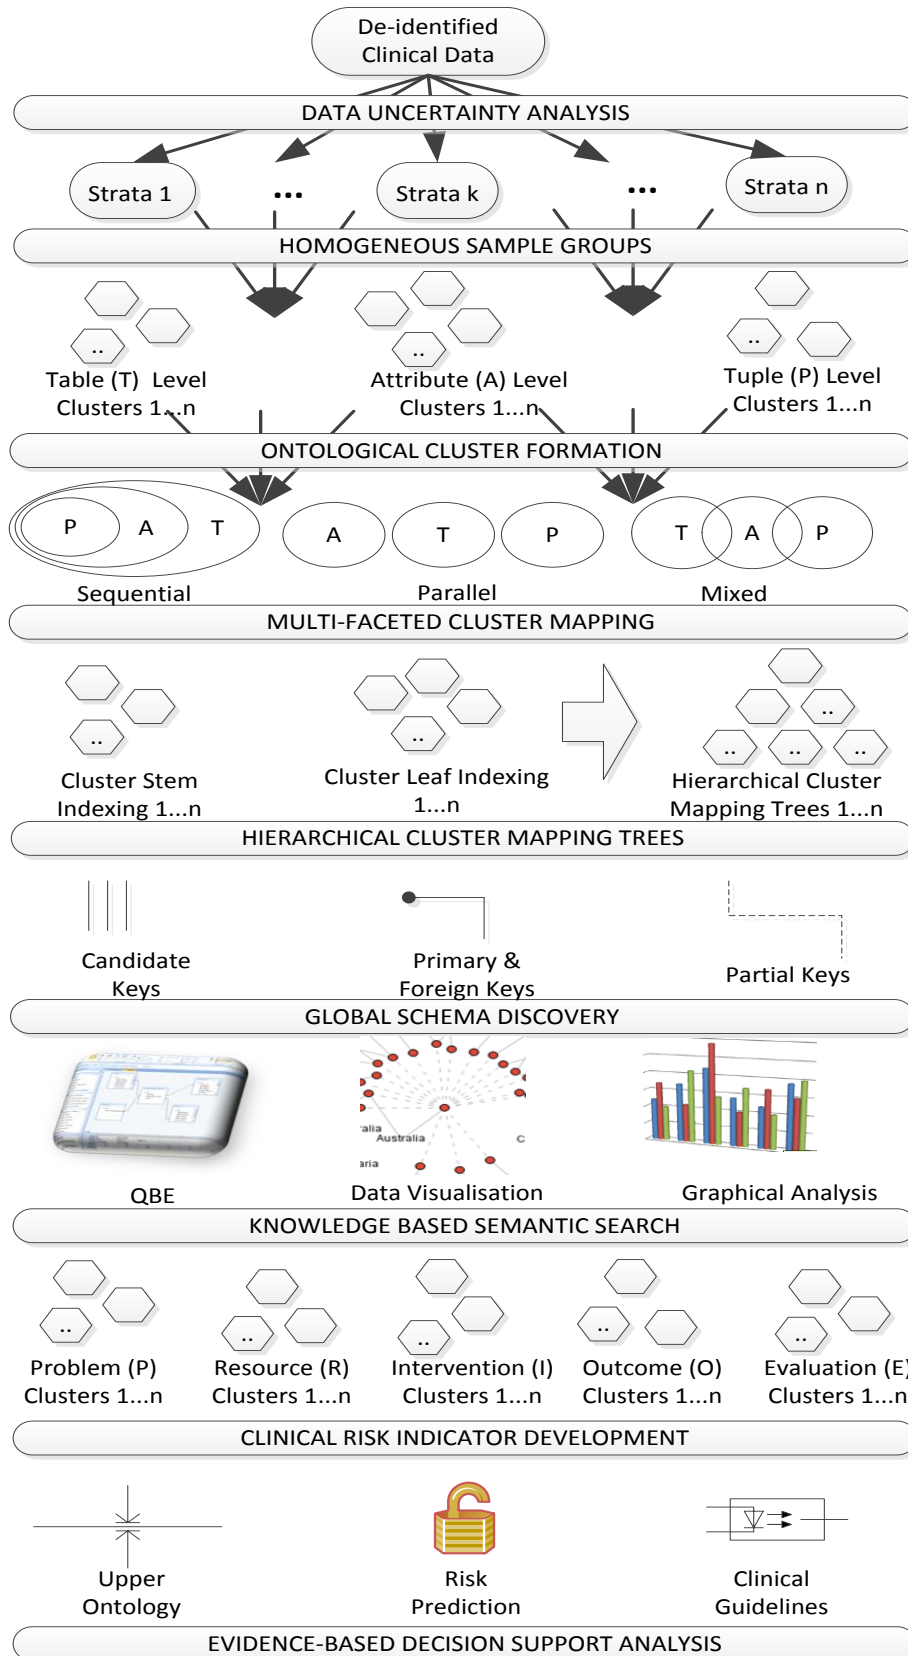 De-identified
Clinical Data
DATA UNCERTAINTY ANALYSIS
Strata 1
...
Strata k
...
Strata n
HOMOGENEOUS SAMPLE GROUPS
..
..
..
Table (T)  Level
Clusters 1...n
Attribute (A) Level
Clusters 1...n
Tuple (P) Level
Clusters 1...n
ONTOLOGICAL CLUSTER FORMATION
P A T
A T P
T A P
Sequential
Parallel
Mixed
MULTI-FACETED CLUSTER MAPPING
..
..
..
.. .. ..
Cluster Stem
Indexing 1...n
Cluster Leaf Indexing
1...n
Hierarchical Cluster
Mapping Trees 1...n
HIERARCHICAL CLUSTER MAPPING TREES
Candidate
Keys
Primary &
Foreign Keys
Partial Keys
GLOBAL SCHEMA DISCOVERY
ralia
Australia
C
aria
QBE
Data Visualisation
Graphical Analysis
KNOWLEDGE BASED SEMANTIC SEARCH
..
..
..
..
..
Problem (P)
Clusters 1...n
Resource (R)
Clusters 1...n
Intervention (I)
Clusters 1...n
Outcome (O)
Clusters 1...n
Evaluation (E)
Clusters 1...n
CLINICAL RISK INDICATOR DEVELOPMENT
Upper
Ontology
Risk
Prediction
Clinical
Guidelines
EVIDENCE-BASED DECISION SUPPORT ANALYSIS